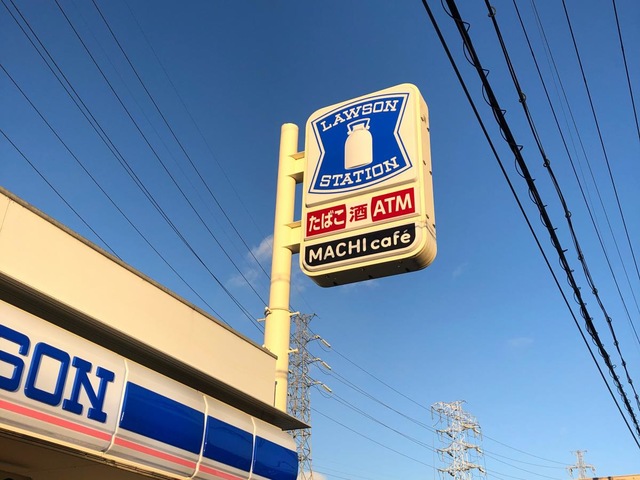 LAWSON
STATION
たばこ 酒 ATM
MACHI café
SON